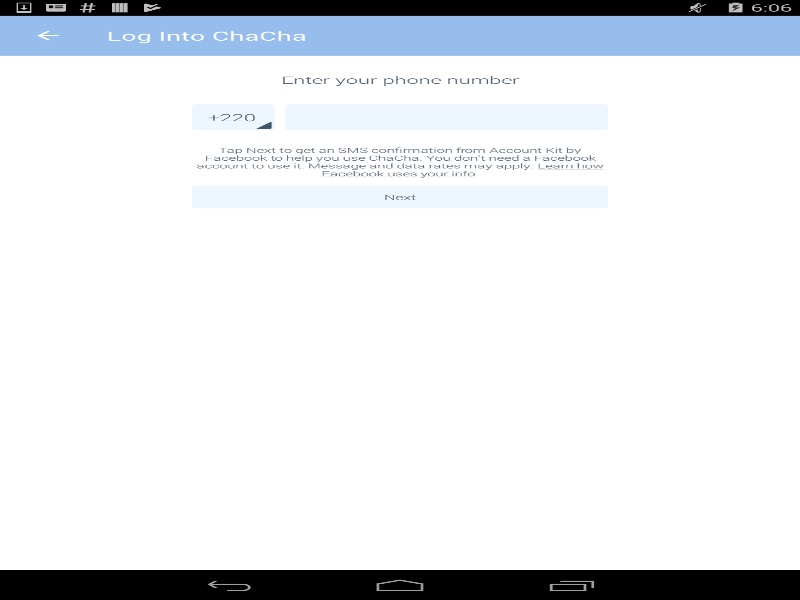 6:06
Log Into ChaCha
Enter your phone number
+220
Tap Next to get an SMS confirmation from Account Kit by
Facebook to help you use ChaCha. You don't need a Facebook
account to use it. Message and data rates may apply. Learn how
Facebook uses your info.
Next